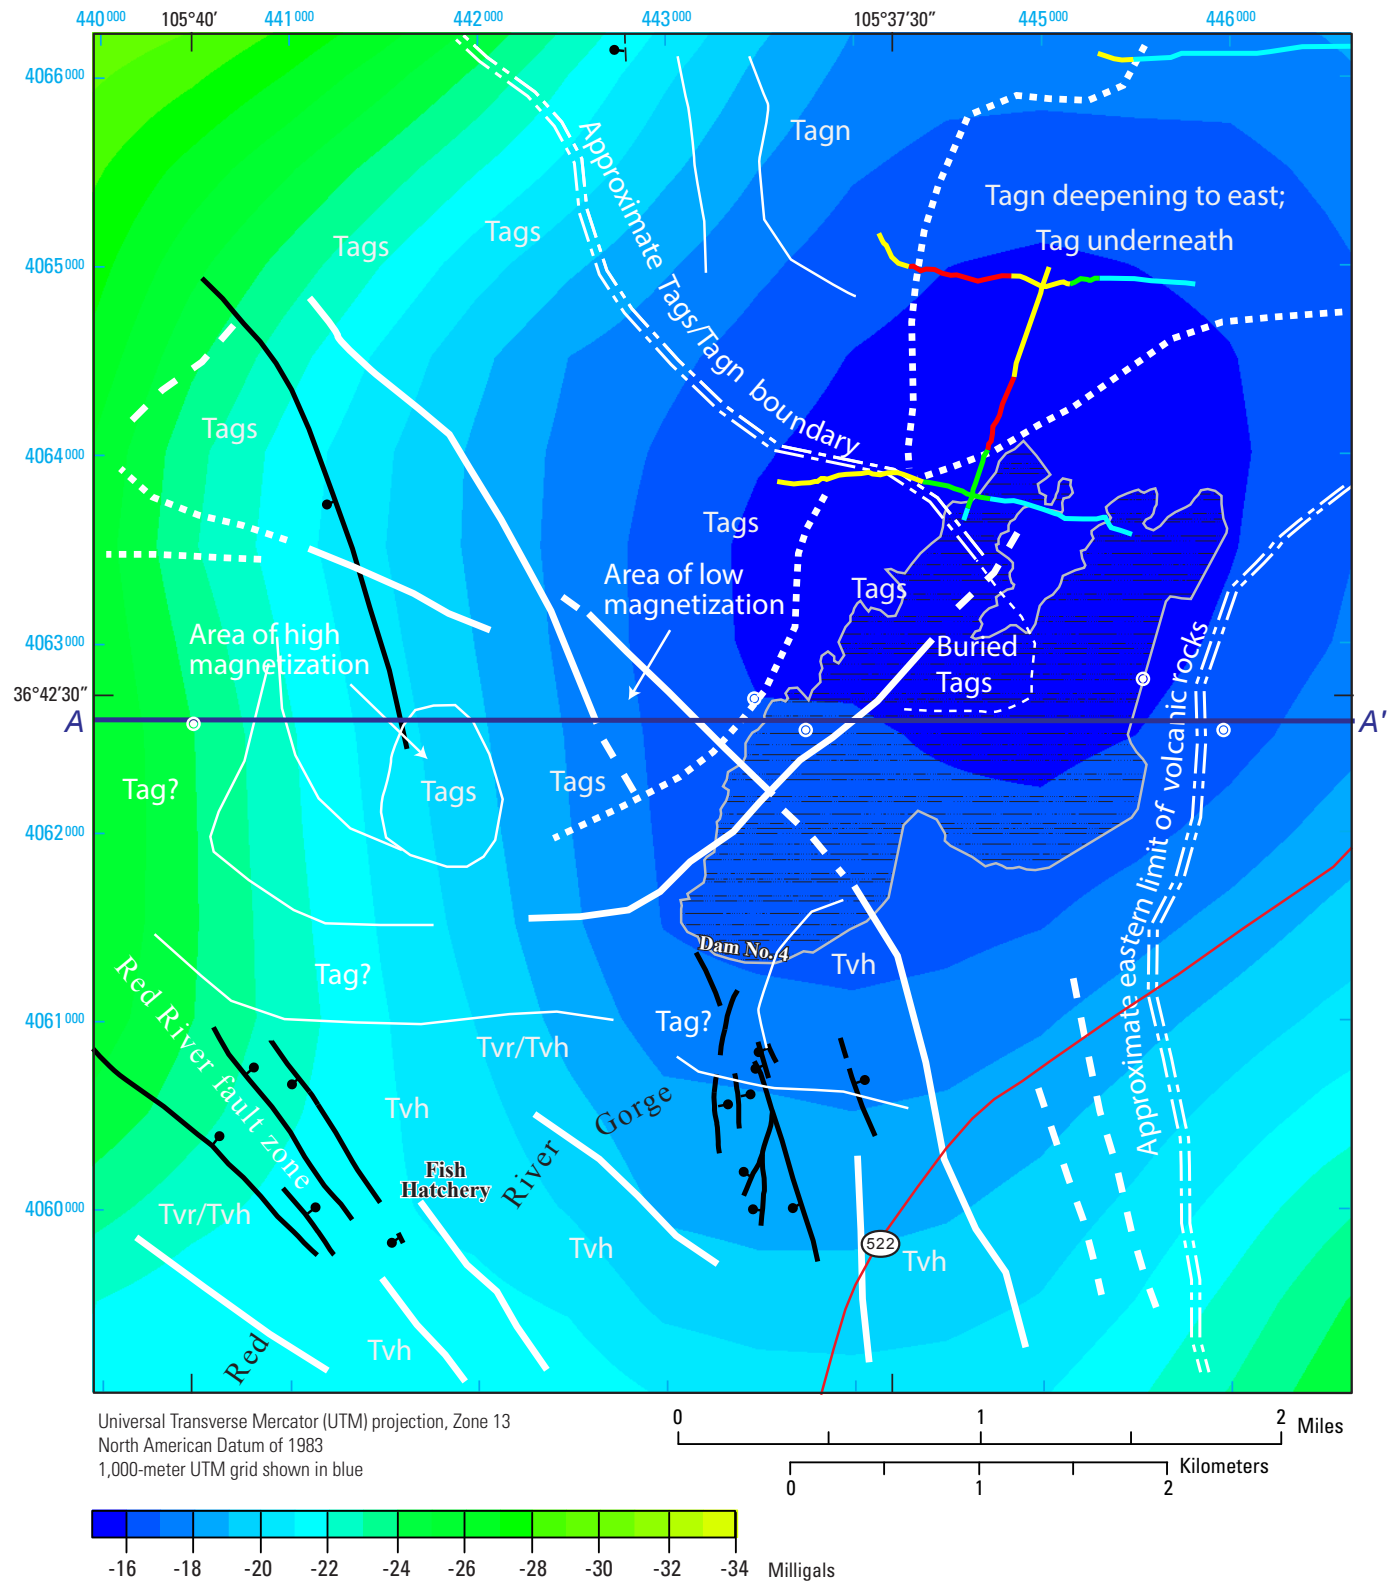 440000
105°40’
441000
442000
443000
105°37’30”
445000
446000
4066000
4065000
4064000
4063000
36°42’30”
4062000
4061000
4060000
Tagn
Approximate Tags/Tagn boundary
Tagn deepening to east;
Tag underneath
Tags
Tags
Tags
Tags
Area of low
magnetization
Tags
Area of high
magnetization
Buried
Tags
A
A’
Tag?
Tags
Tags
Approximate eastern limit of volcanic rocks
Dam No. 4
Tvh
Tag?
Red River fault zone
Tag?
Tvr/Tvh
Tvh
Red River Gorge
Fish
Hatchery
Tvr/Tvh
Tvh
522
Tvh
Tvh
Universal Transverse Mercator (UTM) projection, Zone 13
North American Datum of 1983
1,000-meter UTM grid shown in blue
0 1 2 Miles
0 1 2 Kilometers
-16 -18 -20 -22 -24 -26 -28 -30 -32 -34 Milligals